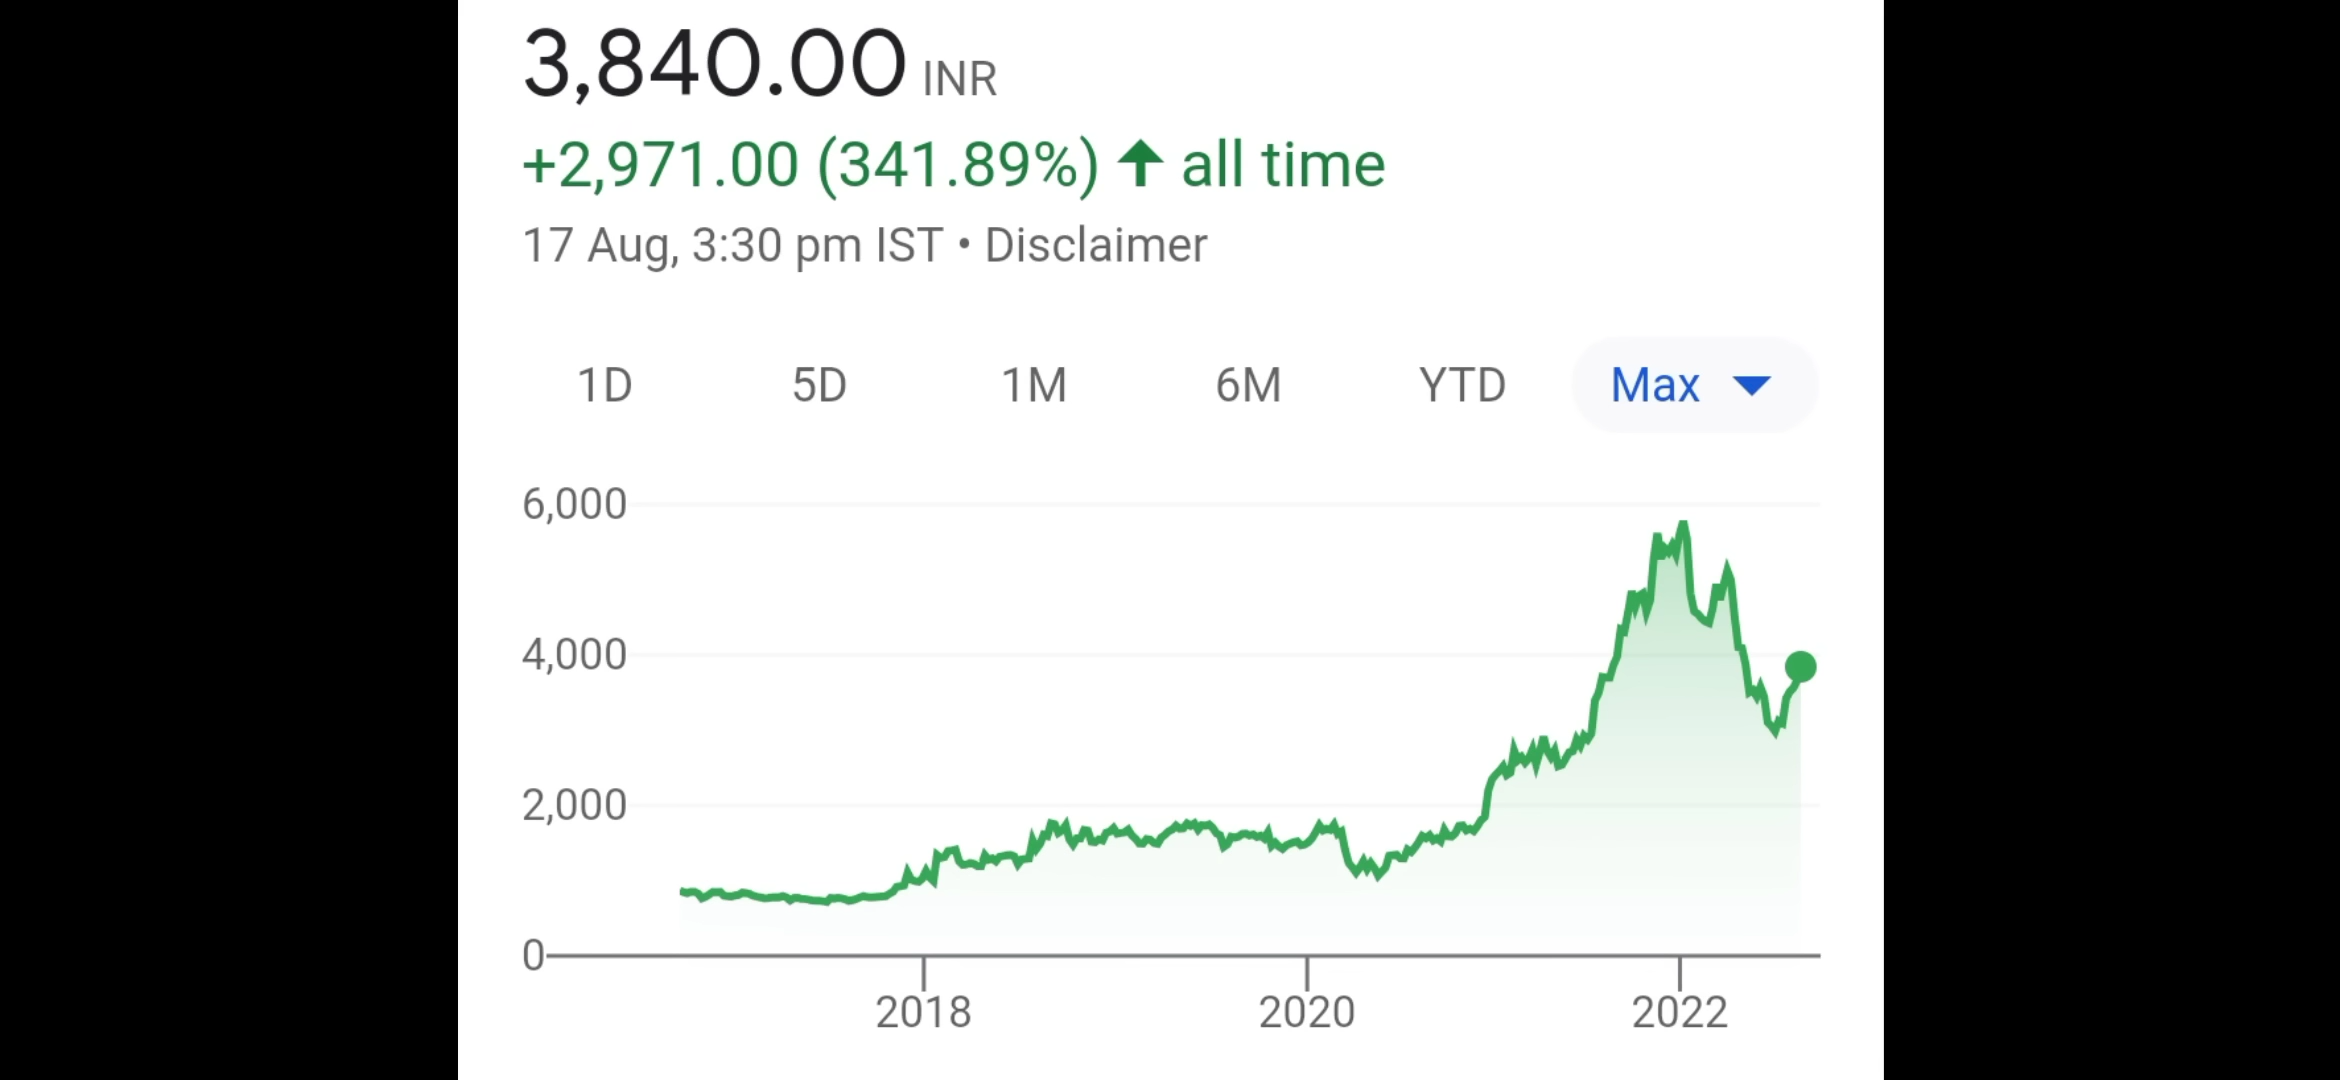 3,840.00 INR
+2,971.00 (341.89%) ↑ all time
17 Aug, 3:30 pm IST • Disclaimer
1D 5D 1M 6M YTD Max
6,000
4,000
2,000
0
2018 2020 2022